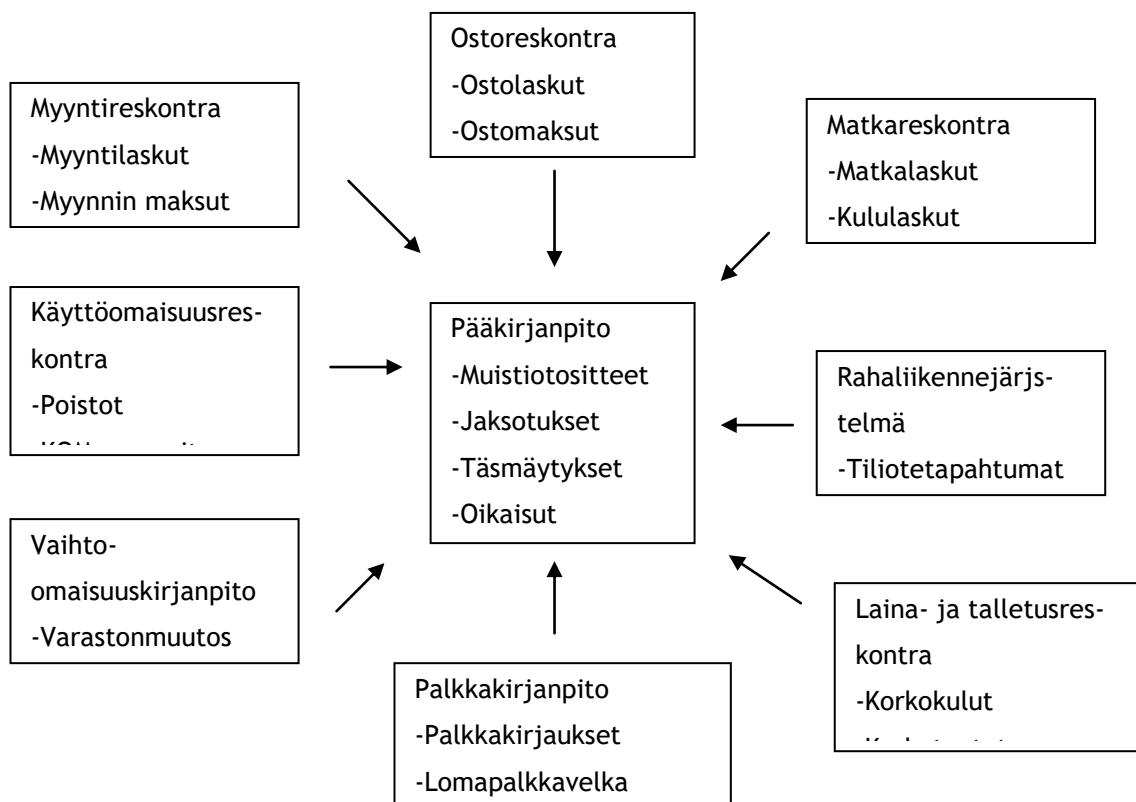 Ostoreskontra
-Ostolaskut
-Ostomaksut
Myyntireskontra
-Myyntilaskut
-Myynnin maksut
Matkareskontra
-Matkalaskut
-Kululaskut
Käyttöomaisuusres-
kontra
-Poistot
Pääkirjanpito
-Muistiotositteet
-Jaksotukset
-Täsmäytykset
-Oikaisut
Rahaliikennejärjs-
telmä
-Tiliotetapahtumat
Vaihto-
omaisuuskirjanpito
-Varastonmuutos
Laina- ja talletusres-
kontra
-Korkokulut
Palkkakirjanpito
-Palkkakirjaukset
-Lomapalkkavelka